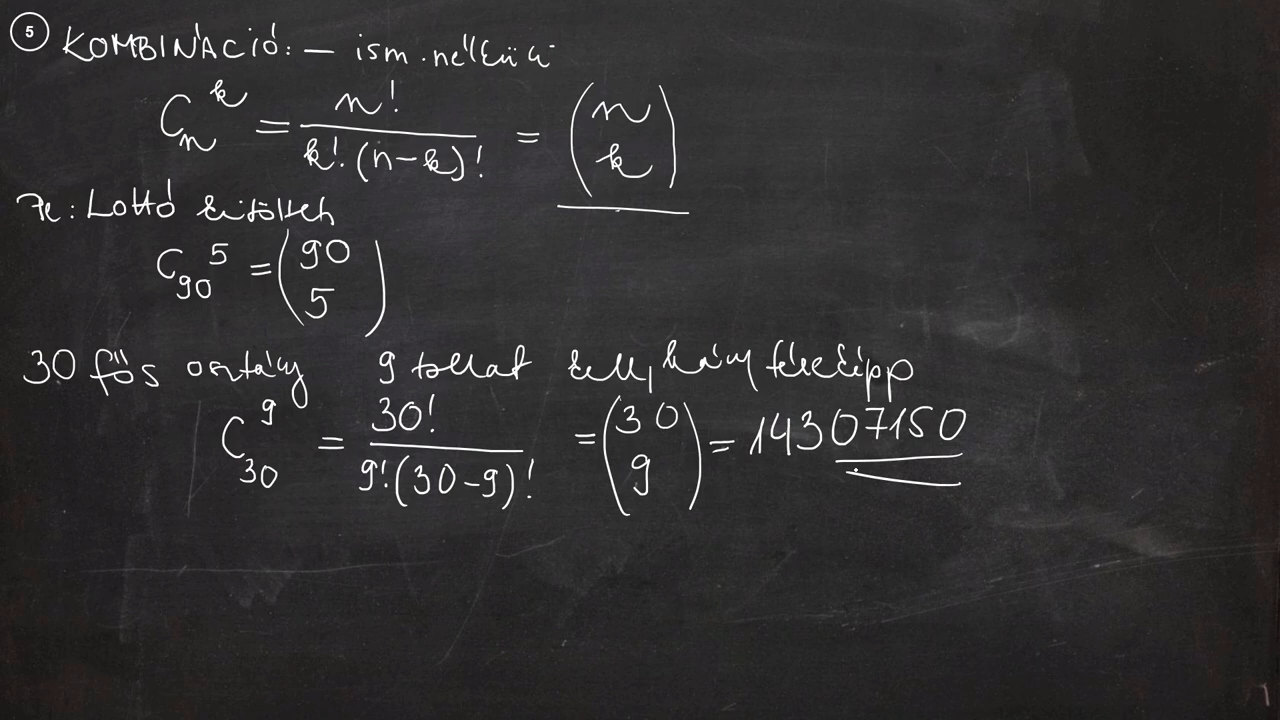 5
KOMBINÁCIÓ: – ism. nélküli
C_n^k = n! / k!·(n-k)! = (n k)
Pl: Lottó kitöltés
C_90^5 = (90 5)
30 fős osztály 9 tollat kell, hány féleképp
C_30^9 = 30! / 9!·(30-9)! = (30 9) = 14307150